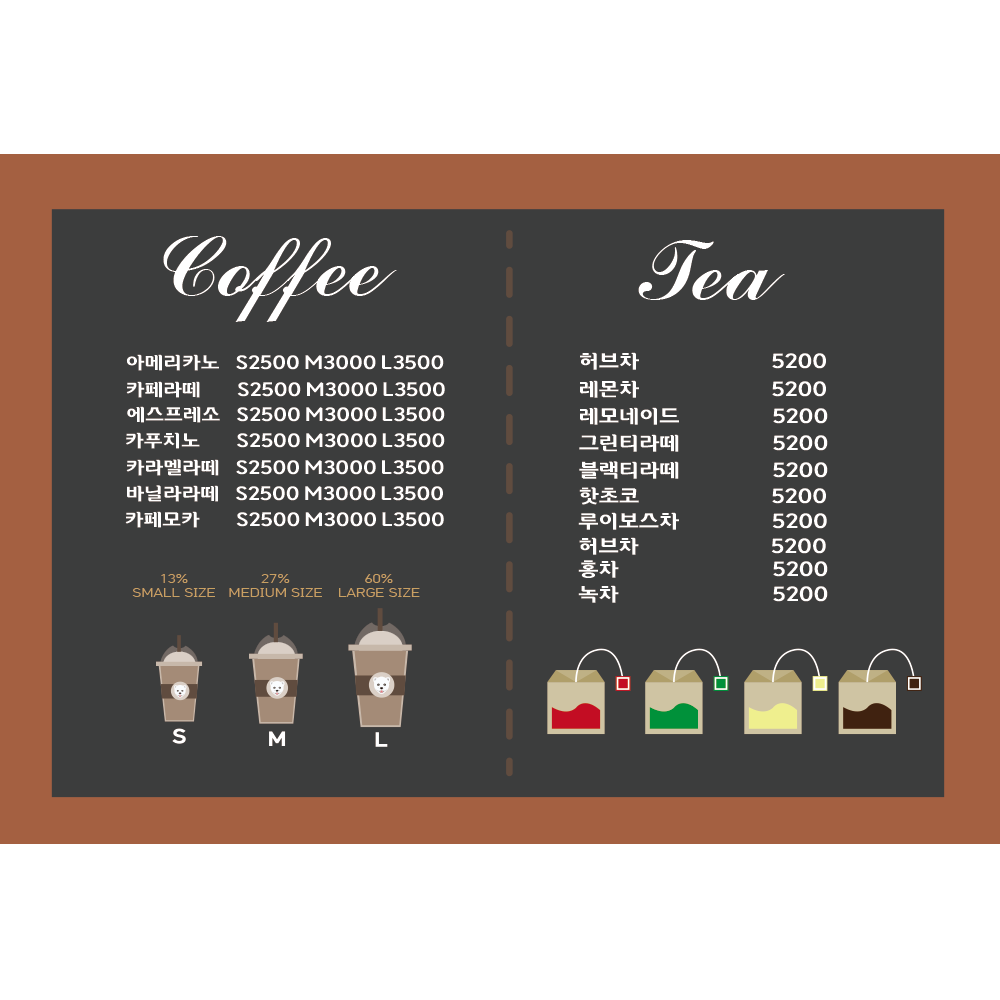 Coffee
아메리카노 S2500 M3000 L3500
카페라떼 S2500 M3000 L3500
에스프레소 S2500 M3000 L3500
카푸치노 S2500 M3000 L3500
카라멜라떼 S2500 M3000 L3500
바닐라라떼 S2500 M3000 L3500
카페모카 S2500 M3000 L3500
13% 27% 60%
SMALL SIZE MEDIUM SIZE LARGE SIZE
S M L
Tea
허브차 5200
레몬차 5200
레모네이드 5200
그린티라떼 5200
블랙티라떼 5200
핫초코 5200
루이보스차 5200
허브차 5200
홍차 5200
녹차 5200